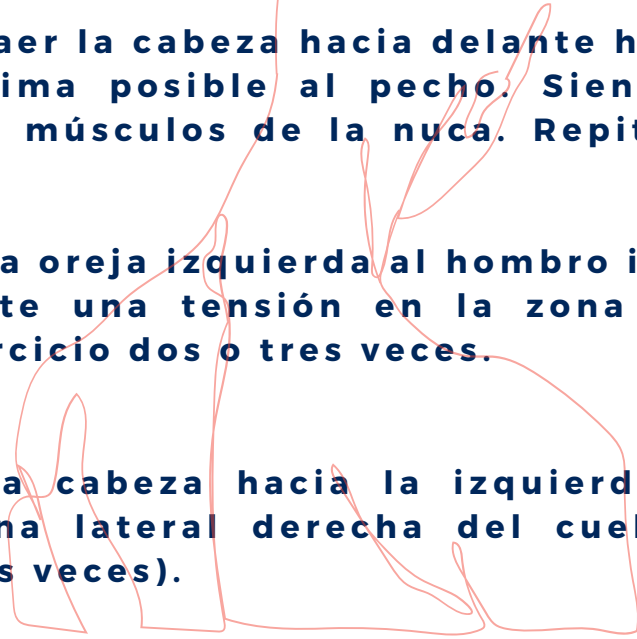 aer la cabeza hacia delante h
ima posible al pecho. Sien
músculos de la nuca. Repit
a oreja izquierda al hombro i
te una tensión en la zona
rcicio dos o tres veces.
a cabeza hacia la izquierd
na lateral derecha del cuel
s veces).